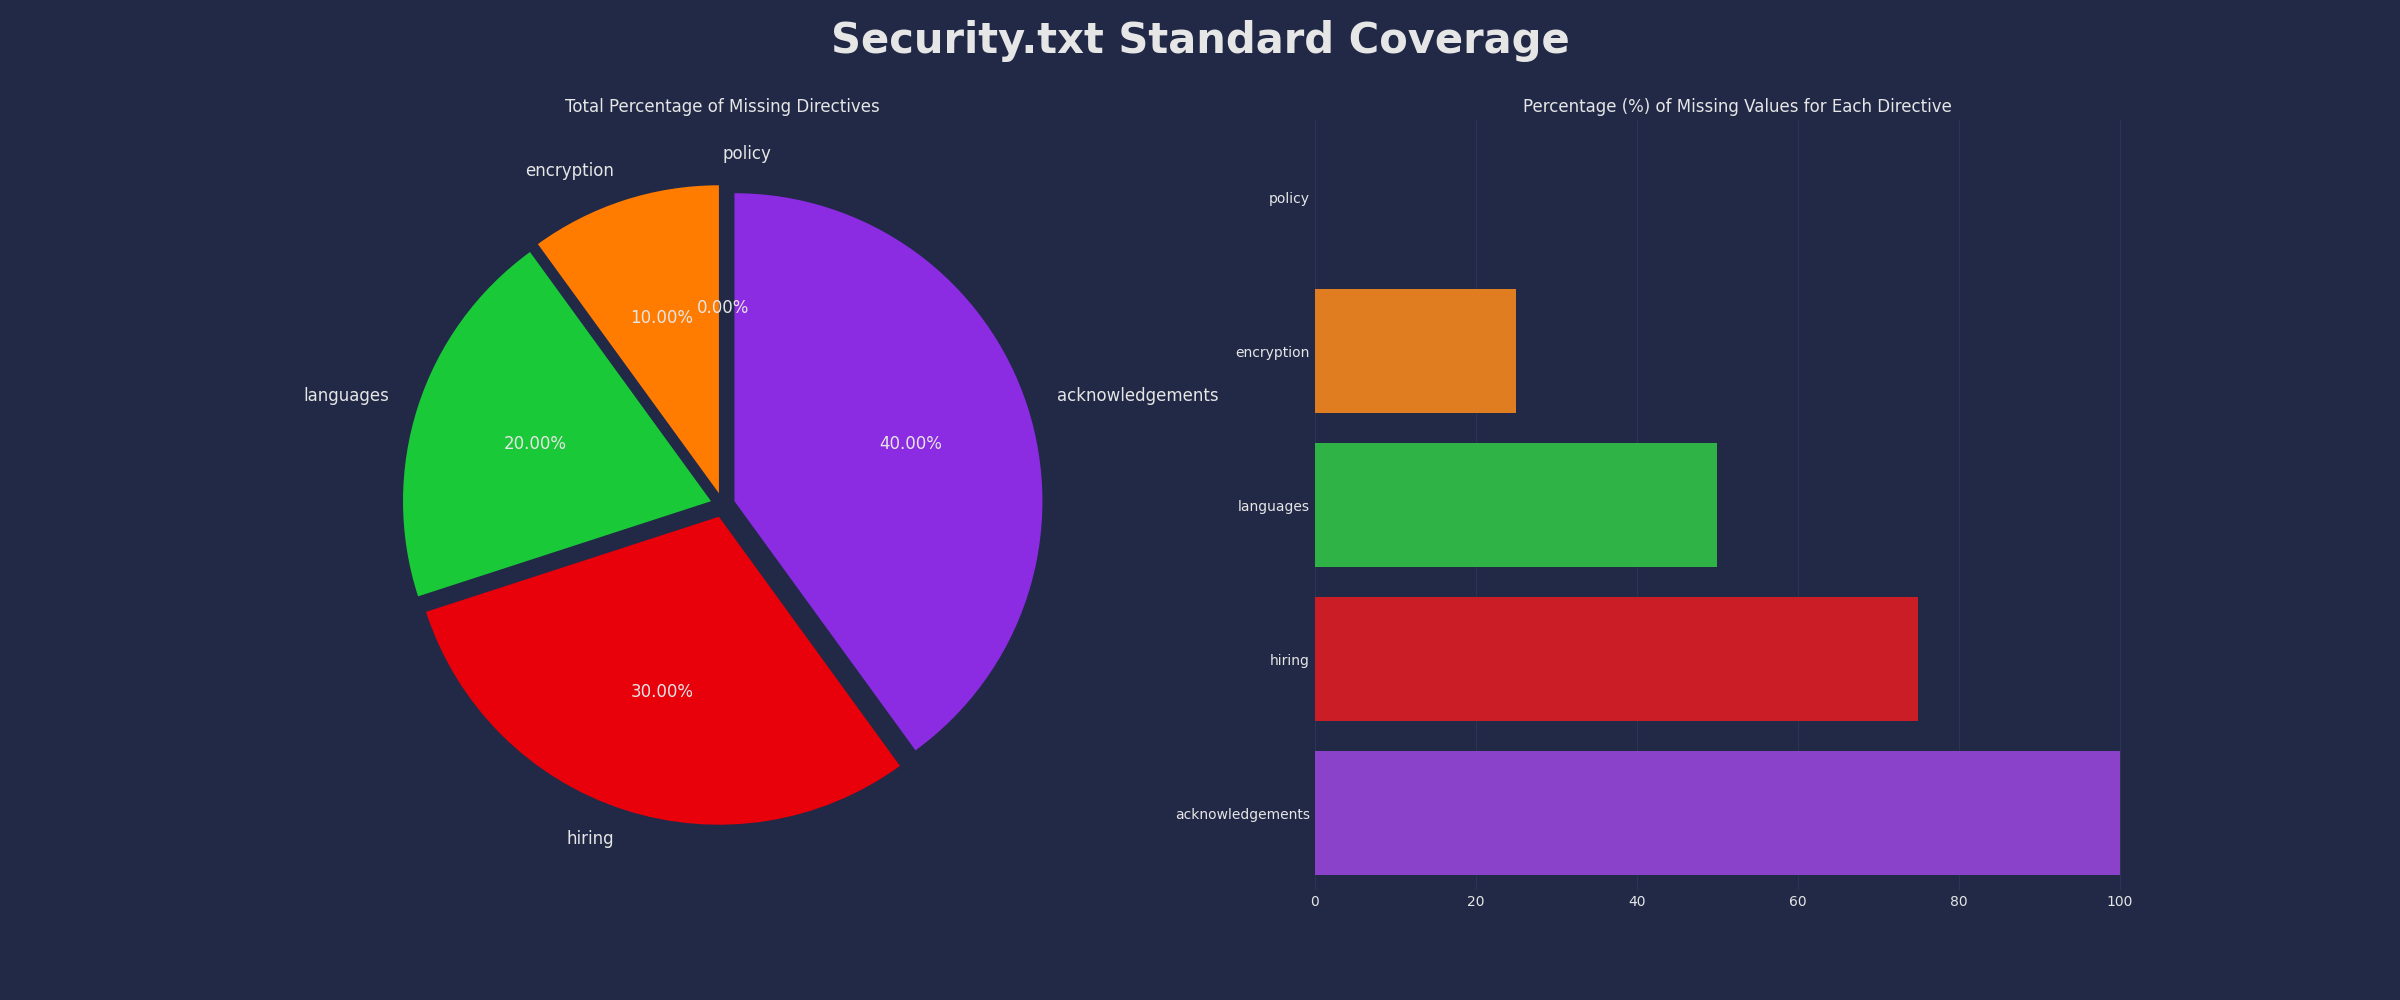 Security.txt Standard Coverage
Total Percentage of Missing Directives
policy
encryption
0.00%
10.00%
languages
acknowledgements
20.00%
40.00%
30.00%
hiring
Percentage (%) of Missing Values for Each Directive
policy
encryption
languages
hiring
acknowledgements
0 20 40 60 80 100